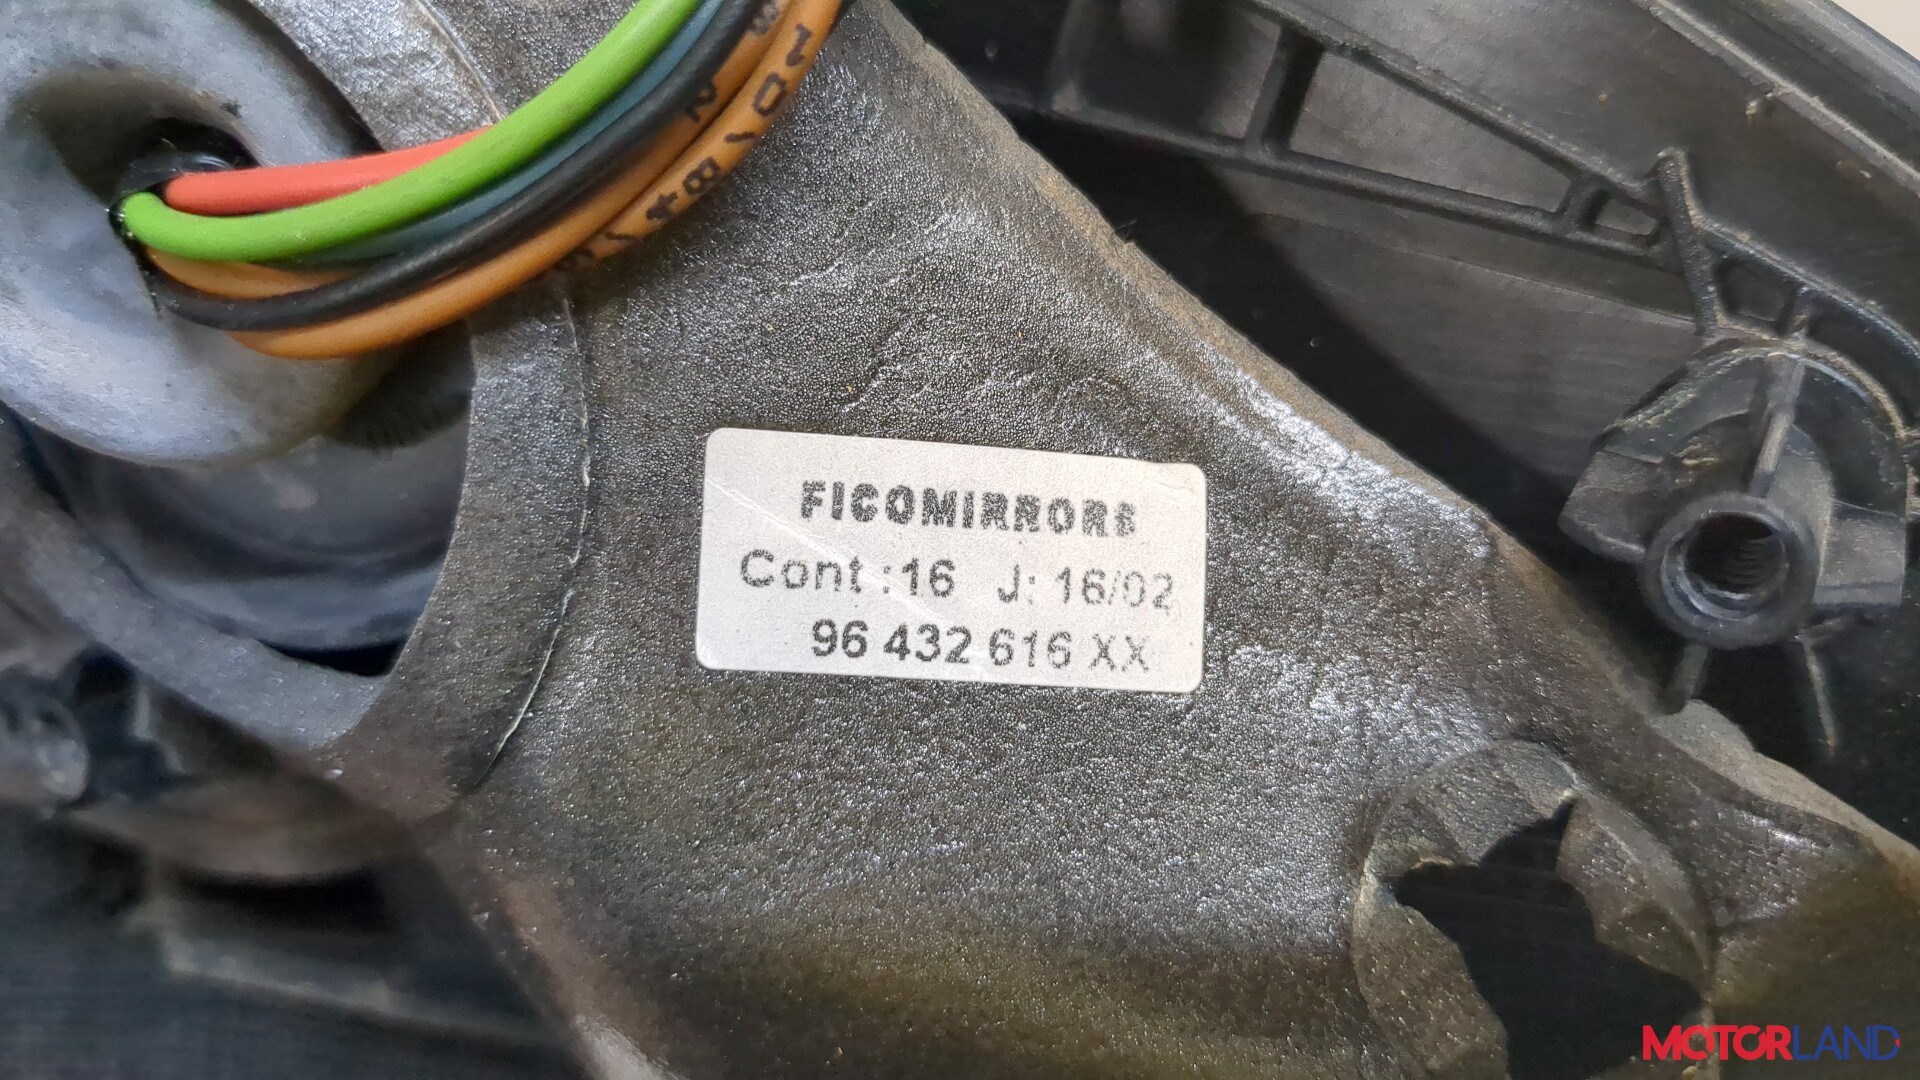 FICOMIRRORS
Cont :16 J: 16/02
96 432 616 XX
MOTORLAND